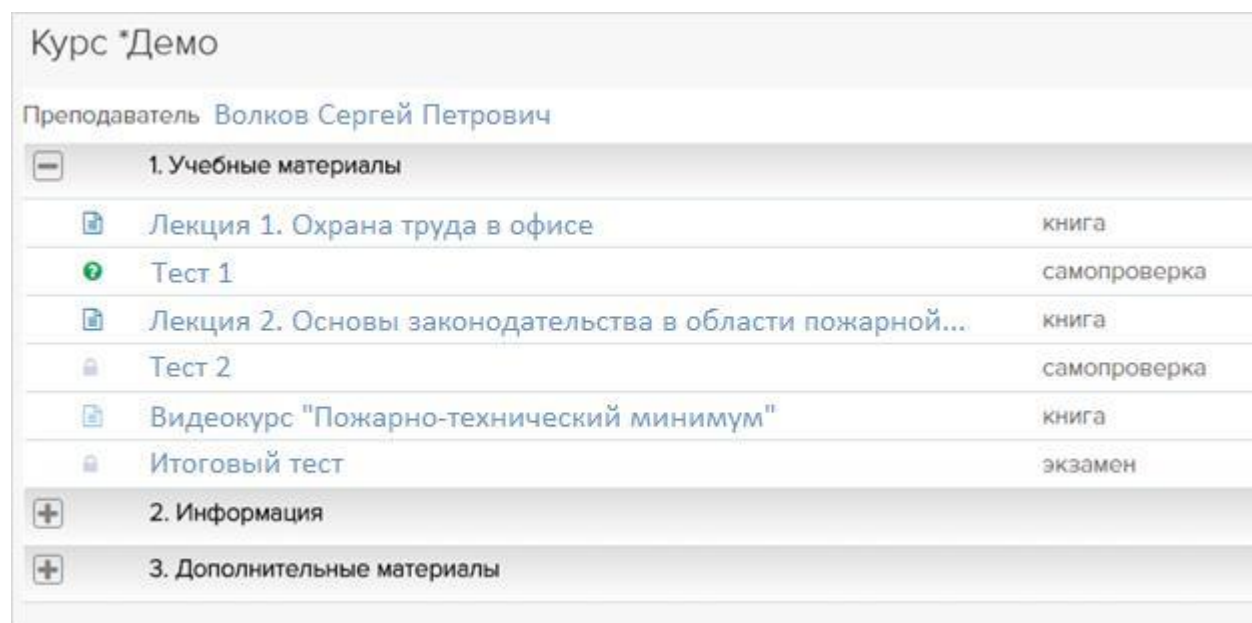 Курс *Демо
Преподаватель Волков Сергей Петрович
1. Учебные материалы
Лекция 1. Охрана труда в офисе книга
Тест 1 самопроверка
Лекция 2. Основы законодательства в области пожарной... книга
Тест 2 самопроверка
Видеокурс "Пожарно-технический минимум" книга
Итоговый тест экзамен
2. Информация
3. Дополнительные материалы